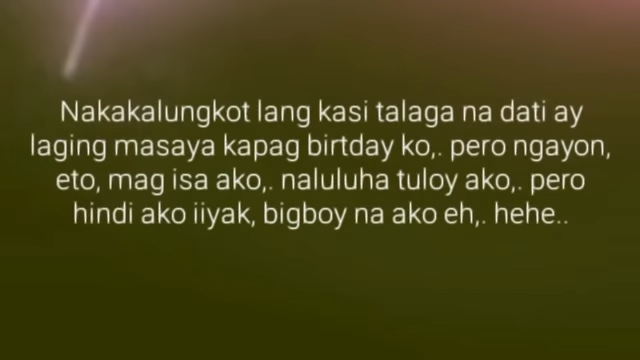 Nakakalungkot lang kasi talaga na dati ay
laging masaya kapag birtday ko,. pero ngayon,
eto, mag isa ako,. naluluha tuloy ako,. pero
hindi ako iiyak, bigboy na ako eh,. hehe..